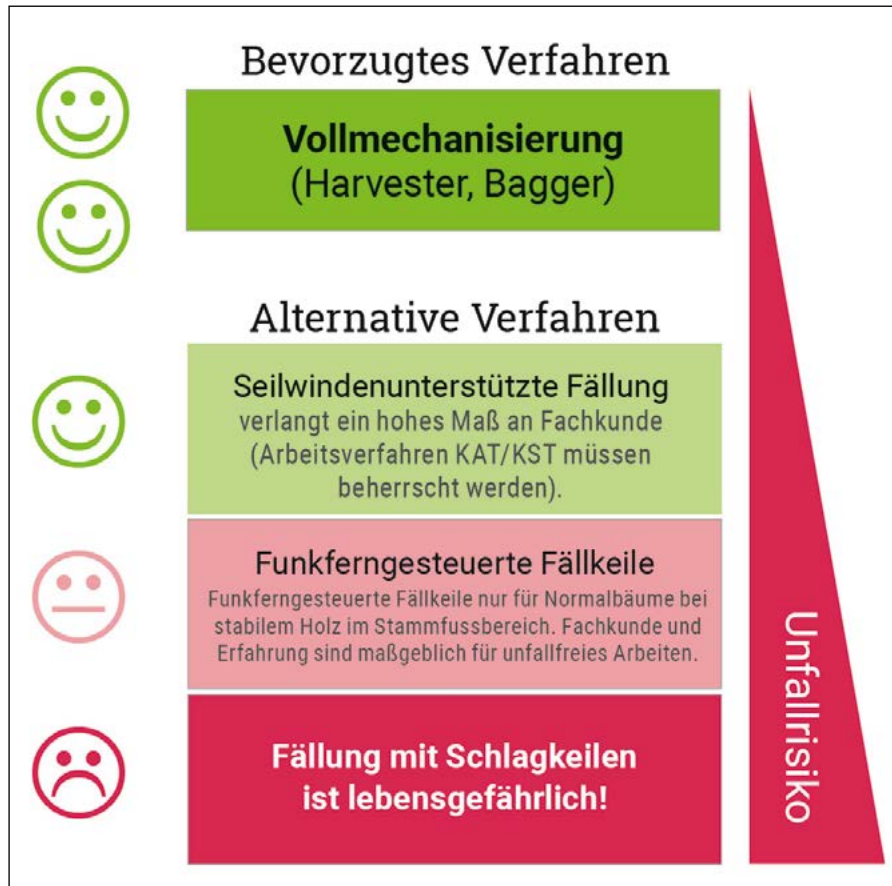 Bevorzugtes Verfahren
Vollmechanisierung
(Harvester, Bagger)
Alternative Verfahren
Seilwindenunterstützte Fällung
verlangt ein hohes Maß an Fachkunde
(Arbeitsverfahren KAT/KST müssen
beherrscht werden).
Funkferngesteuerte Fällkeile
Funkferngesteuerte Fällkeile nur für Normalbäume bei
stabilem Holz im Stammfussbereich. Fachkunde und
Erfahrung sind maßgeblich für unfallfreies Arbeiten.
Fällung mit Schlagkeilen
ist lebensgefährlich!
Unfallrisiko